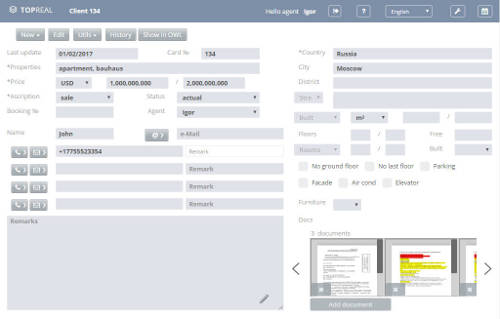 TOPREAL Client 134 Hello agent Igor ? English
New Edit Utils History Show in OWL
Last update 01/02/2017 Card № 134 *Country Russia
*Properties apartment, bauhaus City Moscow
*Price USD 1,000,000,000 / 2,000,000,000 District
*Ascription sale Status actual
Booking № Agent Igor Built m² /
Name John @ e-Mail Floors / Free
+17755523354 Remark Rooms / Built
Remark No ground floor No last floor Parking
Remark Facade Air cond Elevator
Remark Furniture
Remarks Docs
3 documents
Add document